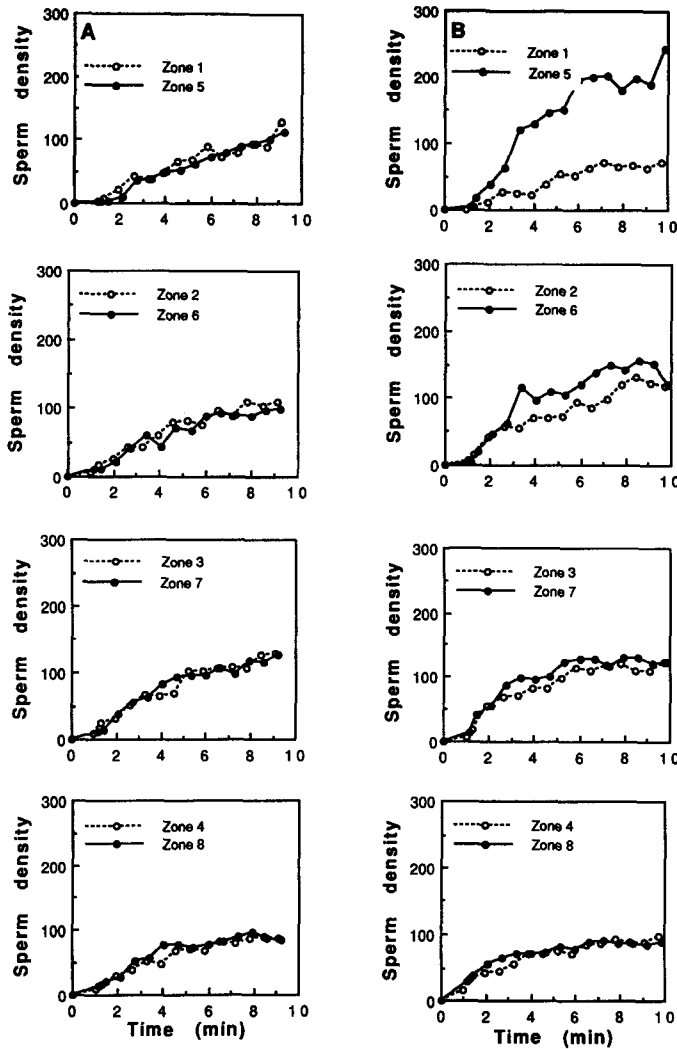 A
300
200
100
0
Sperm density
Zone 1
Zone 5
0 2 4 6 8 10
B
300
200
100
0
Sperm density
Zone 1
Zone 5
0 2 4 6 8 10
300
200
100
0
Sperm density
Zone 2
Zone 6
0 2 4 6 8 10
300
200
100
0
Sperm density
Zone 2
Zone 6
0 2 4 6 8 10
300
200
100
0
Sperm density
Zone 3
Zone 7
0 2 4 6 8 10
300
200
100
0
Sperm density
Zone 3
Zone 7
0 2 4 6 8 10
300
200
100
0
Sperm density
Zone 4
Zone 8
0 2 4 6 8 10
Time (min)
300
200
100
0
Sperm density
Zone 4
Zone 8
0 2 4 6 8 10
Time (min)